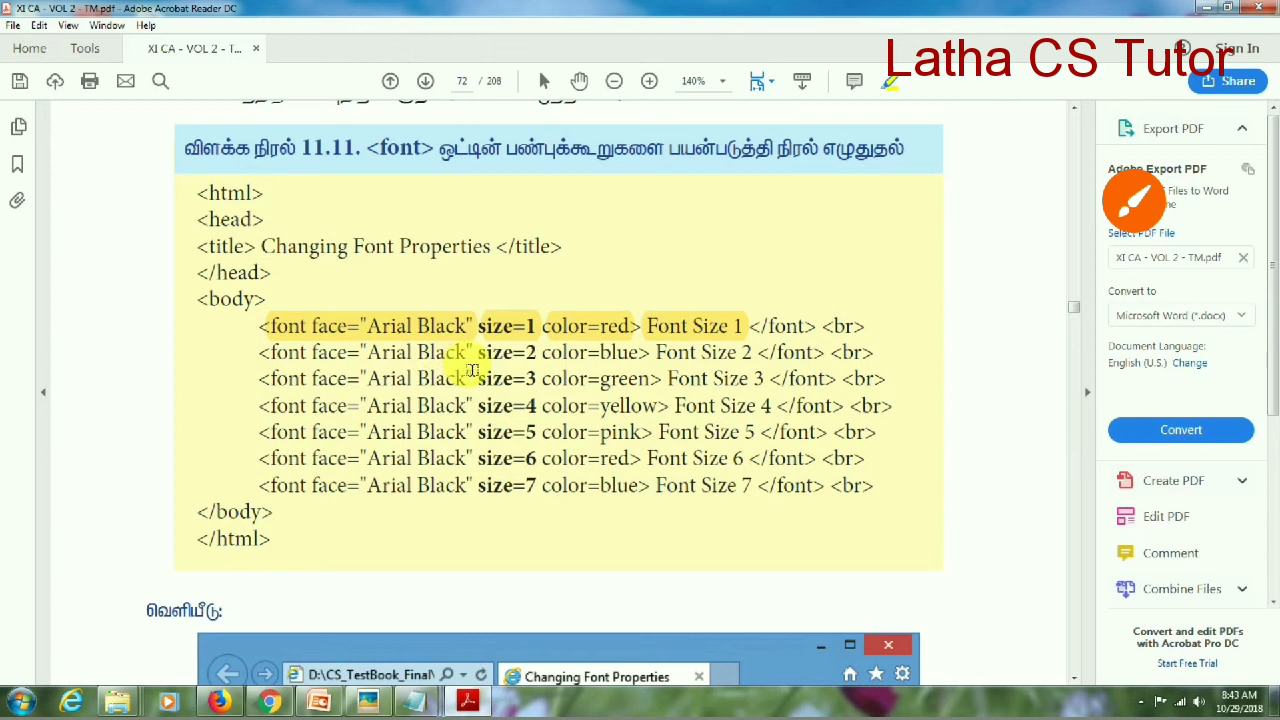 XI CA - VOL 2 - TM.pdf - Adobe Acrobat Reader DC
File Edit View Window Help
Home Tools XI CA - VOL 2 - T... × Sign In
Latha CS Tutor
72 / 208 140% Share
விளக்க நிரல் 11.11. <font> ஒட்டின் பண்புக்கூறுகளை பயன்படுத்தி நிரல் எழுதுதல்
<html>
<head>
<title> Changing Font Properties </title>
</head>
<body>
<font face="Arial Black" size=1 color=red> Font Size 1 </font> <br>
<font face="Arial Black" size=2 color=blue> Font Size 2 </font> <br>
<font face="Arial Black" size=3 color=green> Font Size 3 </font> <br>
<font face="Arial Black" size=4 color=yellow> Font Size 4 </font> <br>
<font face="Arial Black" size=5 color=pink> Font Size 5 </font> <br>
<font face="Arial Black" size=6 color=red> Font Size 6 </font> <br>
<font face="Arial Black" size=7 color=blue> Font Size 7 </font> <br>
</body>
</html>
வெளியீடு:
D:\CS_TestBook_Final\ Changing Font Properties
Export PDF
Adobe Export PDF
PDF Files to Word
Select PDF File
XI CA - VOL 2 - TM.pdf
Convert to
Microsoft Word (*.docx)
Document Language:
English (U.S.) Change
Convert
Create PDF
Edit PDF
Comment
Combine Files
Convert and edit PDFs
with Acrobat Pro DC
Start Free Trial
8:43 AM
10/29/2018